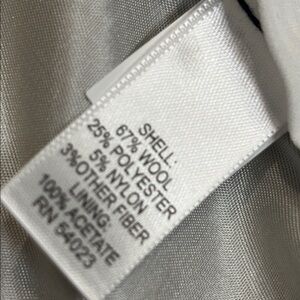 SHELL:
67% WOOL
25% POLYESTER
5% NYLON
3%OTHER FIBER
LINING:
100% ACETATE
RN 54023